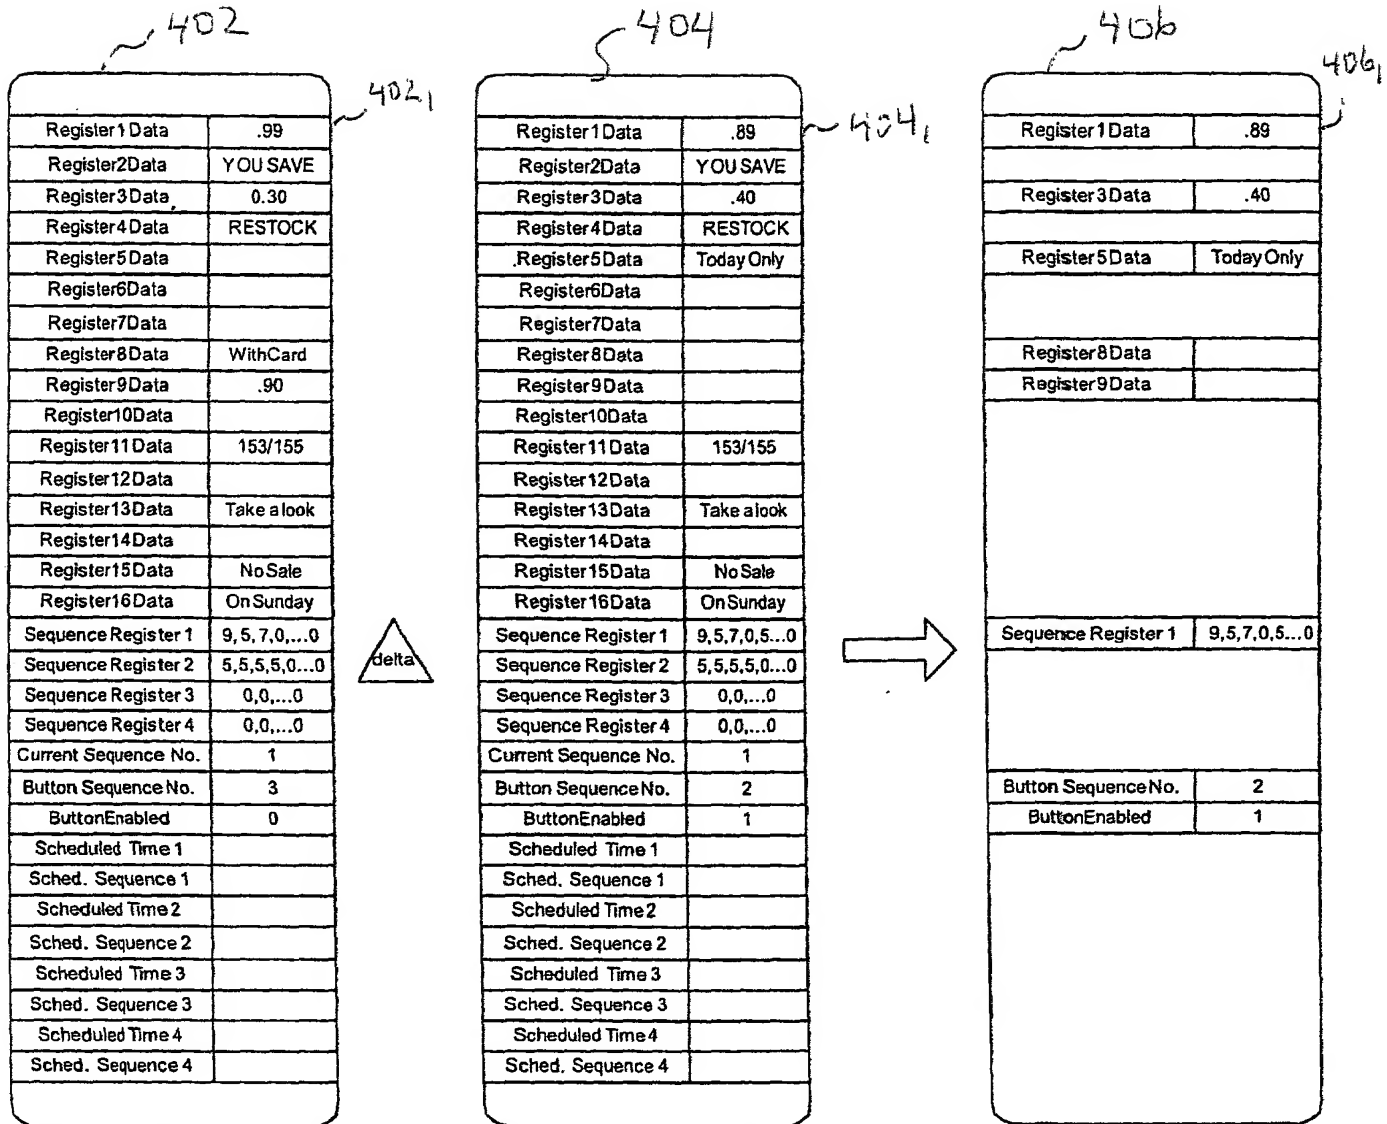 402
402₁
Register1Data .99
Register2Data YOU SAVE
Register3Data 0.30
Register4Data RESTOCK
Register5Data
Register6Data
Register7Data
Register8Data WithCard
Register9Data .90
Register10Data
Register11Data 153/155
Register12Data
Register13Data Take a look
Register14Data
Register15Data No Sale
Register16Data On Sunday
Sequence Register 1 9,5,7,0,...0
Sequence Register 2 5,5,5,5,0...0
Sequence Register 3 0,0,...0
Sequence Register 4 0,0,...0
Current Sequence No. 1
Button Sequence No. 3
ButtonEnabled 0
Scheduled Time 1
Sched. Sequence 1
Scheduled Time 2
Sched. Sequence 2
Scheduled Time 3
Sched. Sequence 3
Scheduled Time 4
Sched. Sequence 4
delta
404
404₁
Register1Data .89
Register2Data YOU SAVE
Register3Data .40
Register4Data RESTOCK
Register5Data Today Only
Register6Data
Register7Data
Register8Data
Register9Data
Register10Data
Register11Data 153/155
Register12Data
Register13Data Take a look
Register14Data
Register15Data No Sale
Register16Data On Sunday
Sequence Register 1 9,5,7,0,5...0
Sequence Register 2 5,5,5,5,0...0
Sequence Register 3 0,0,...0
Sequence Register 4 0,0,...0
Current Sequence No. 1
Button Sequence No. 2
ButtonEnabled 1
Scheduled Time 1
Sched. Sequence 1
Scheduled Time 2
Sched. Sequence 2
Scheduled Time 3
Sched. Sequence 3
Scheduled Time 4
Sched. Sequence 4
406
406₁
Register1Data .89
Register3Data .40
Register5Data Today Only
Register8Data
Register9Data
Sequence Register 1 9,5,7,0,5...0
Button Sequence No. 2
ButtonEnabled 1